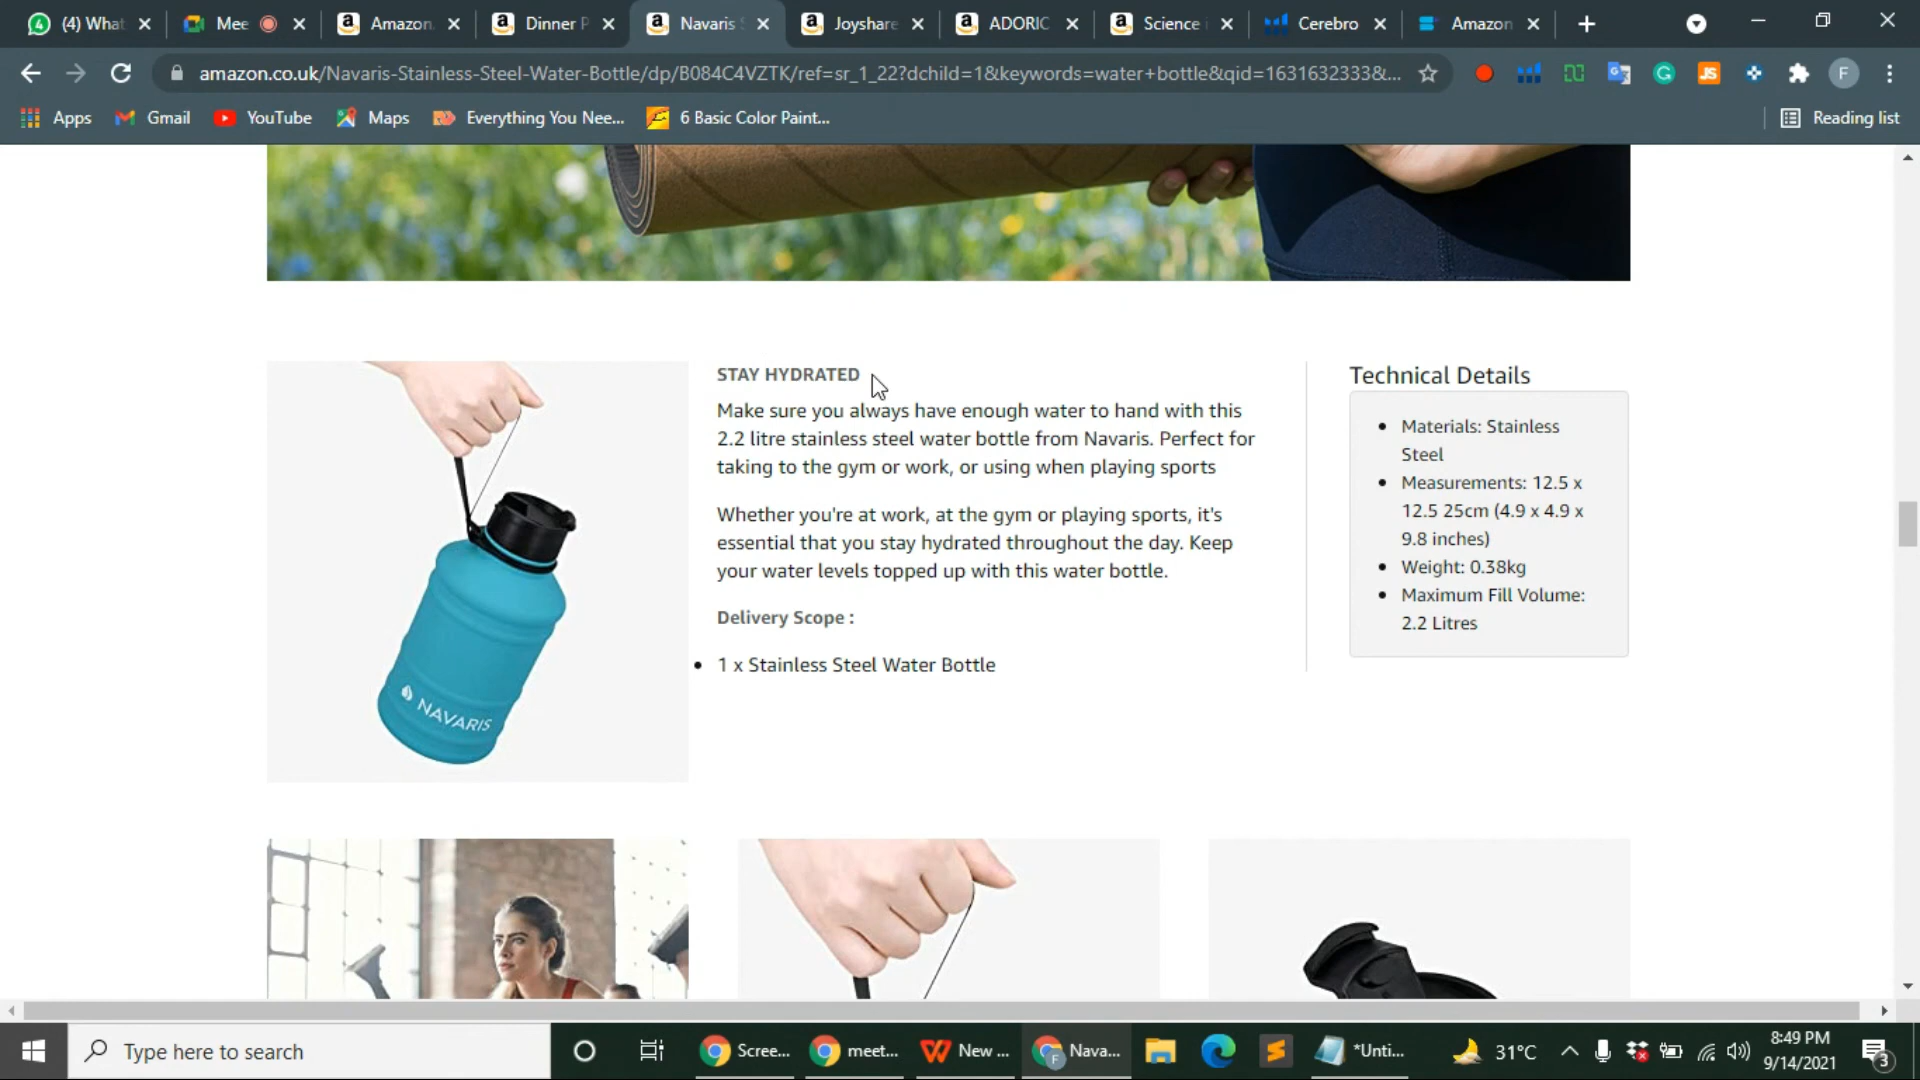 (4) What
Mee
Amazon
Dinner P
Navaris S
Joyshare
ADORIC
Science i
Cerebro
Amazon
amazon.co.uk/Navaris-Stainless-Steel-Water-Bottle/dp/B084C4VZTK/ref=sr_1_22?dchild=1&keywords=water+bottle&qid=1631632333&...
F
Apps
Gmail
YouTube
Maps
Everything You Nee...
6 Basic Color Paint...
Reading list
STAY HYDRATED
Make sure you always have enough water to hand with this
2.2 litre stainless steel water bottle from Navaris. Perfect for
taking to the gym or work, or using when playing sports
Whether you're at work, at the gym or playing sports, it's
essential that you stay hydrated throughout the day. Keep
your water levels topped up with this water bottle.
Delivery Scope :
• 1 x Stainless Steel Water Bottle
Technical Details
• Materials: Stainless
Steel
• Measurements: 12.5 x
12.5 25cm (4.9 x 4.9 x
9.8 inches)
• Weight: 0.38kg
• Maximum Fill Volume:
2.2 Litres
NAVARIS
Type here to search
Scree...
meet...
New ...
Nava...
*Unti...
31°C
8:49 PM
9/14/2021
3